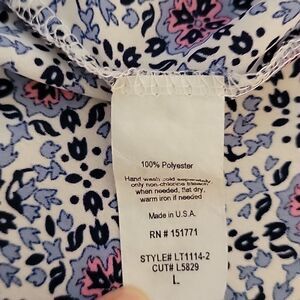 100% Polyester
Hand wash cold separately,
only non-chlorine bleach
when needed, flat dry,
warm iron if needed
Made in U.S.A.
RN # 151771
STYLE# LT1114-2
CUT# L5829
L